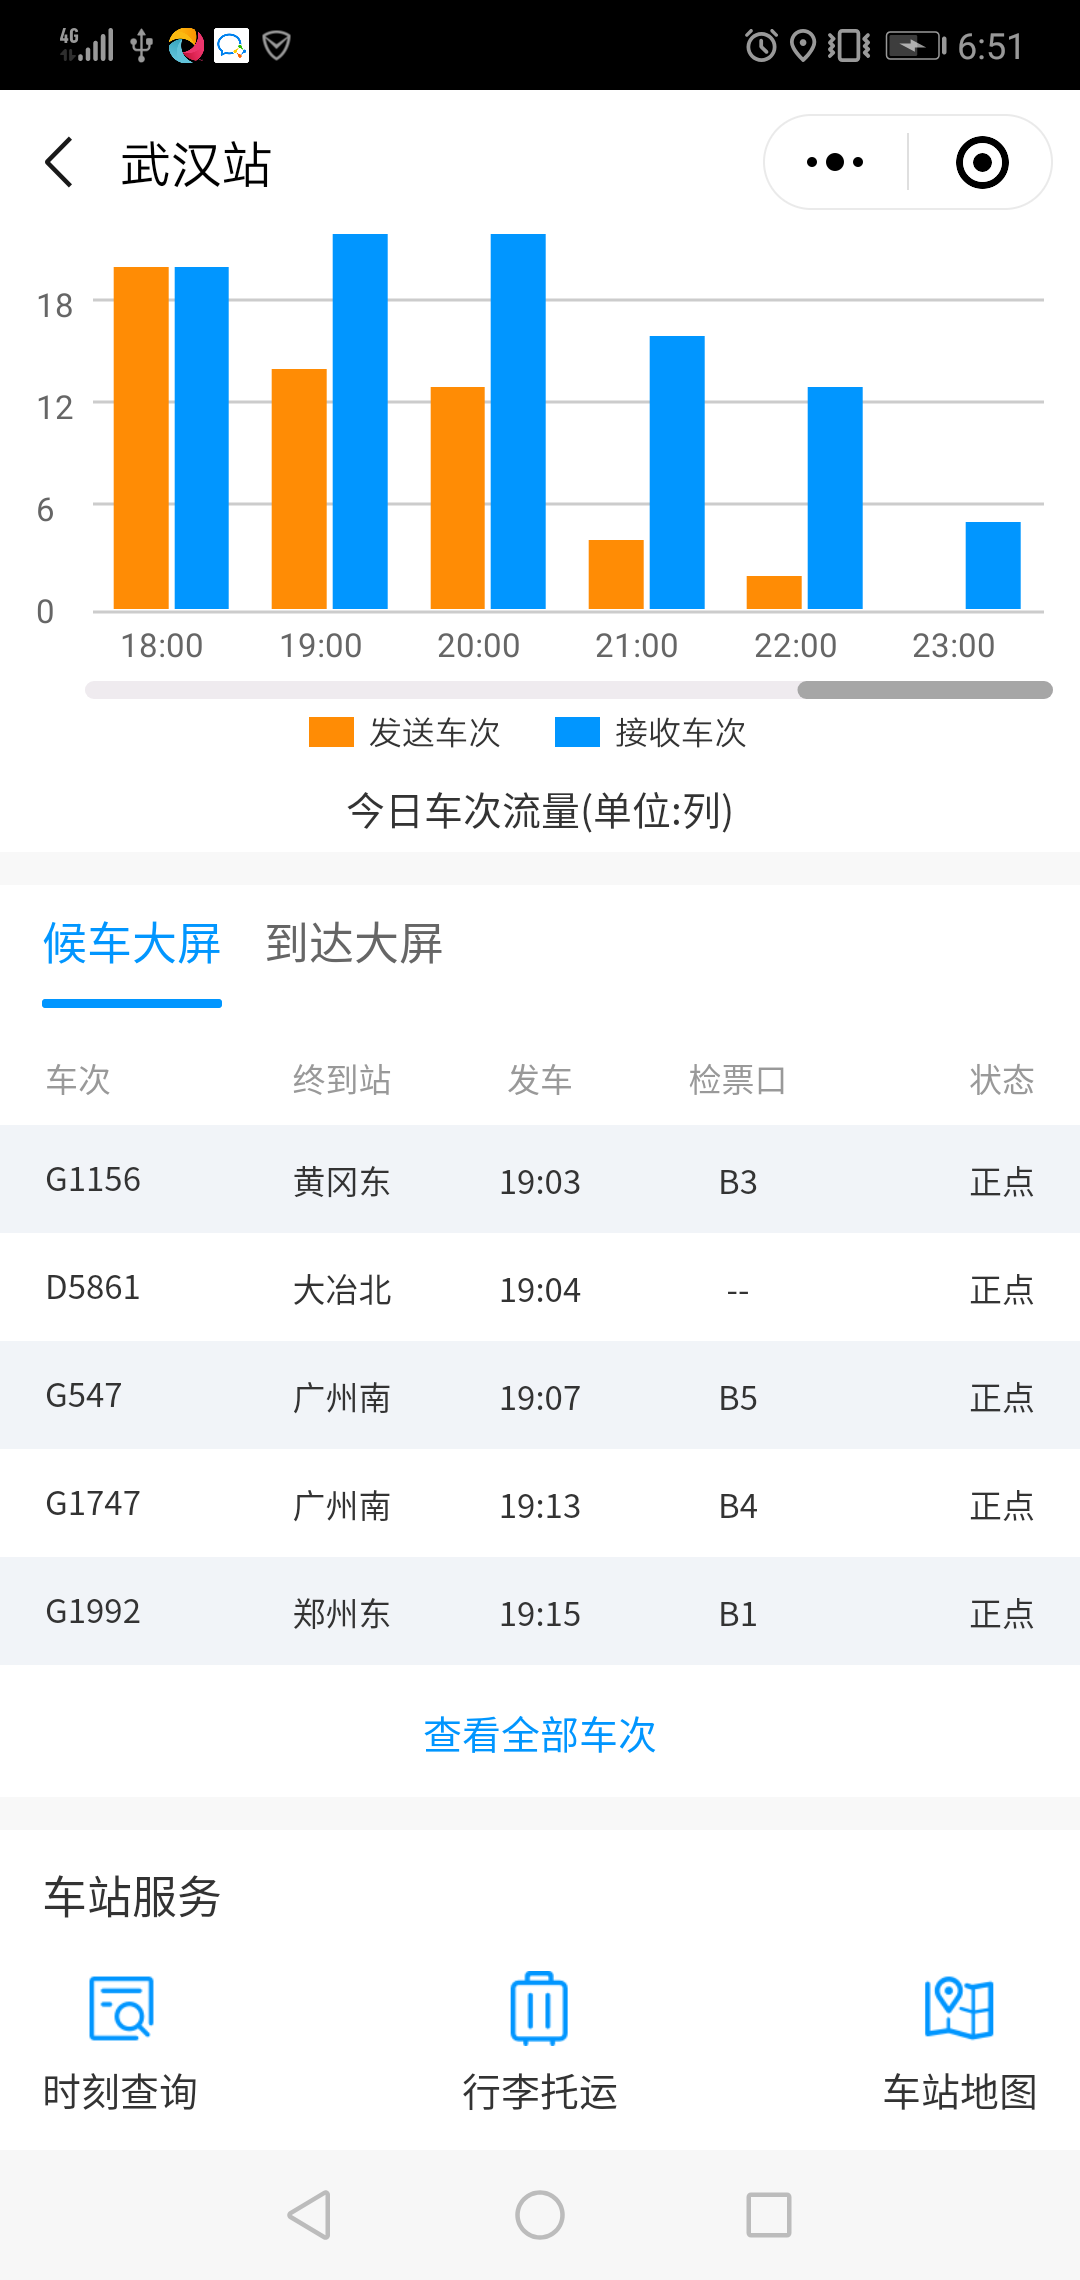 4G 6:51
武汉站
18
12
6
0
18:00 19:00 20:00 21:00 22:00 23:00
发送车次 接收车次
今日车次流量(单位:列)
候车大屏 到达大屏
车次 终到站 发车 检票口 状态
G1156 黄冈东 19:03 B3 正点
D5861 大冶北 19:04 -- 正点
G547 广州南 19:07 B5 正点
G1747 广州南 19:13 B4 正点
G1992 郑州东 19:15 B1 正点
查看全部车次
车站服务
时刻查询 行李托运 车站地图